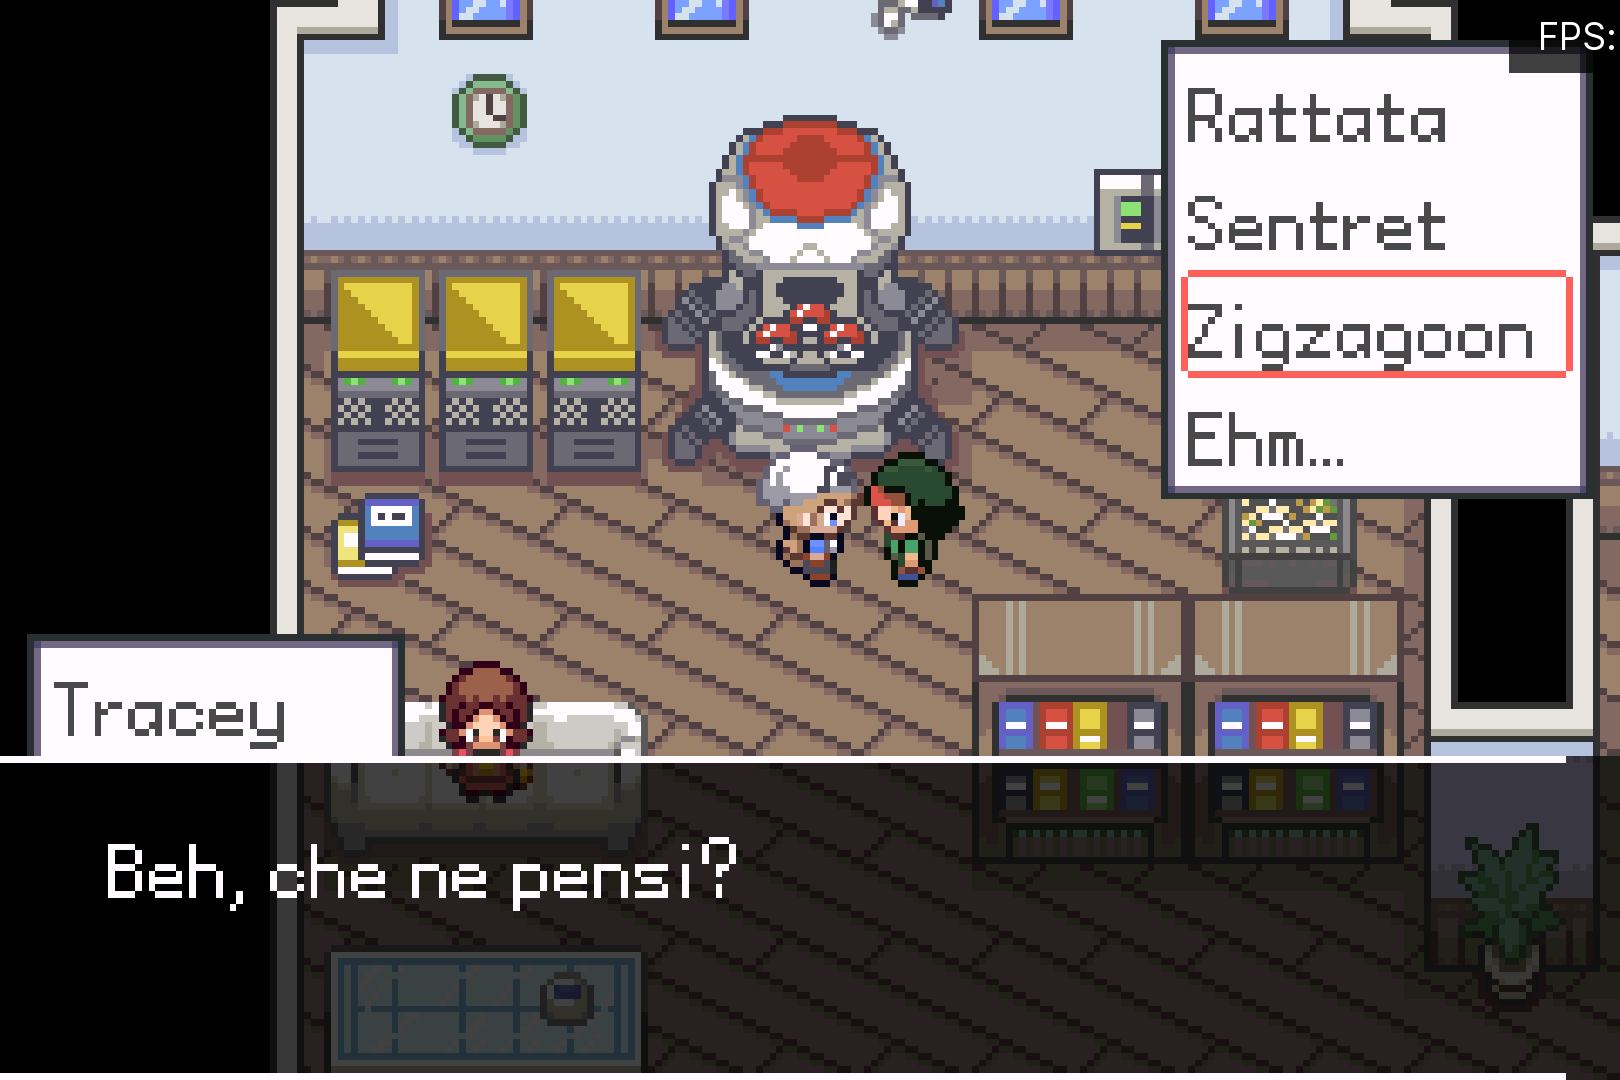 FPS:
Rattata
Sentret
Zigzagoon
Ehm...
Tracey
Beh, che ne pensi?